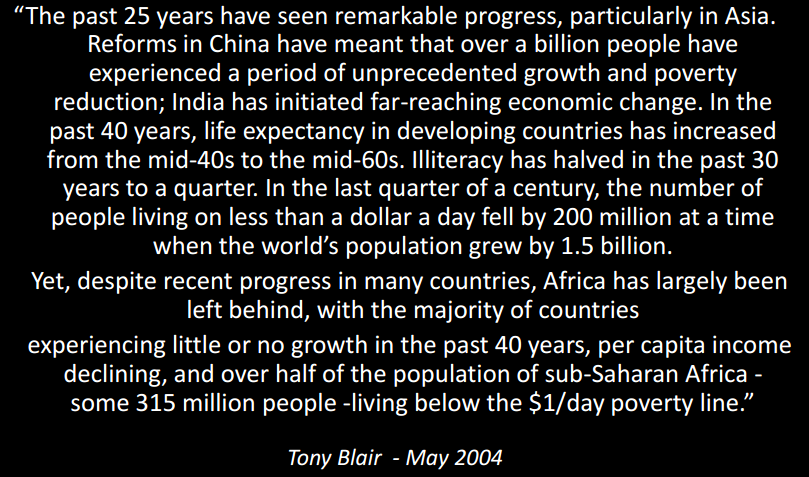 “The past 25 years have seen remarkable progress, particularly in Asia.
Reforms in China have meant that over a billion people have
experienced a period of unprecedented growth and poverty
reduction; India has initiated far-reaching economic change. In the
past 40 years, life expectancy in developing countries has increased
from the mid-40s to the mid-60s. Illiteracy has halved in the past 30
years to a quarter. In the last quarter of a century, the number of
people living on less than a dollar a day fell by 200 million at a time
when the world’s population grew by 1.5 billion.
Yet, despite recent progress in many countries, Africa has largely been
left behind, with the majority of countries
experiencing little or no growth in the past 40 years, per capita income
declining, and over half of the population of sub-Saharan Africa -
some 315 million people -living below the $1/day poverty line.”
Tony Blair - May 2004